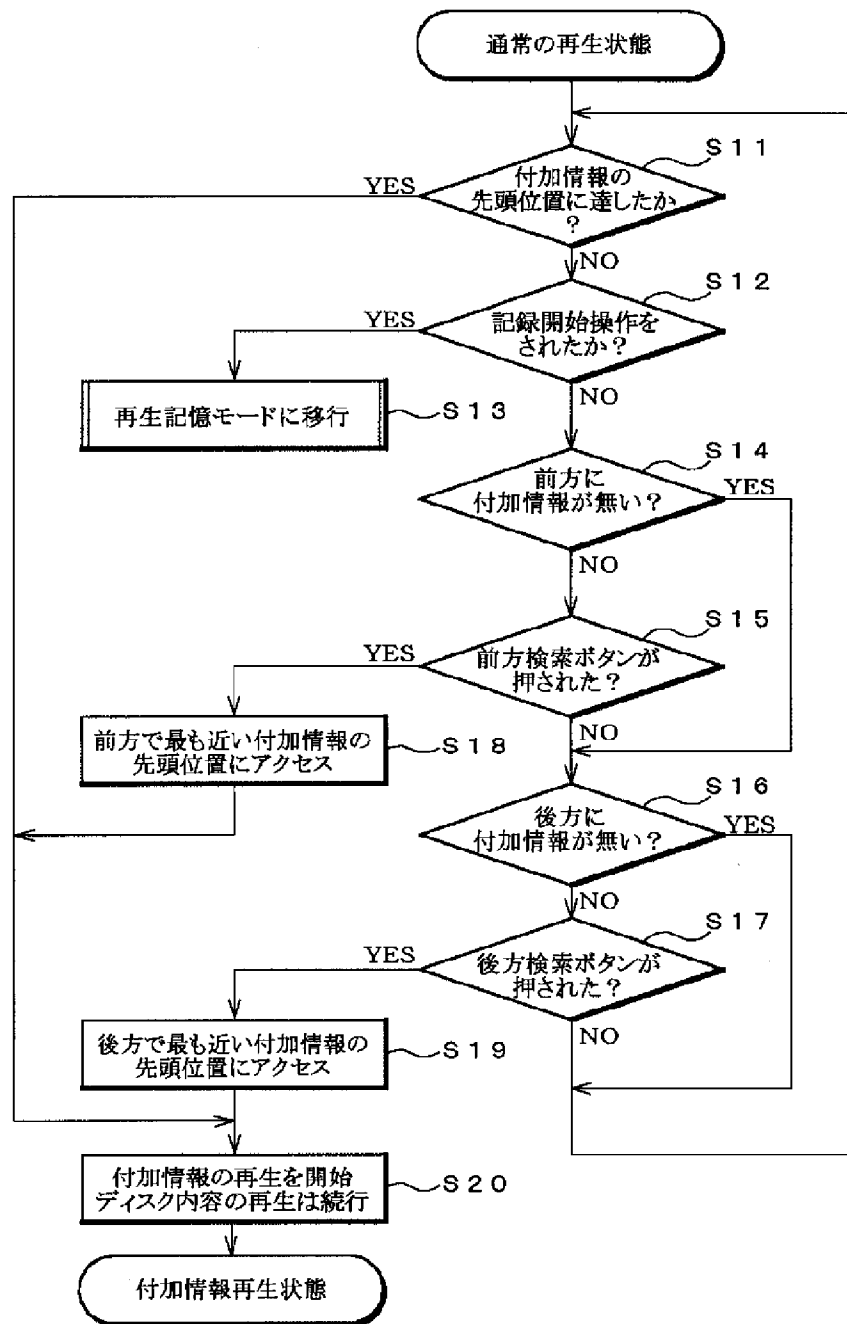 通常の再生状態
S11
YES
付加情報の
先頭位置に達したか
?
NO
S12
YES
記録開始操作を
されたか?
NO
再生記憶モードに移行
S13
S14
前方に
付加情報が無い?
YES
NO
S15
YES
前方検索ボタンが
押された?
NO
前方で最も近い付加情報の
先頭位置にアクセス
S18
S16
後方に
付加情報が無い?
YES
NO
S17
YES
後方検索ボタンが
押された?
NO
後方で最も近い付加情報の
先頭位置にアクセス
S19
付加情報の再生を開始
ディスク内容の再生は続行
S20
付加情報再生状態